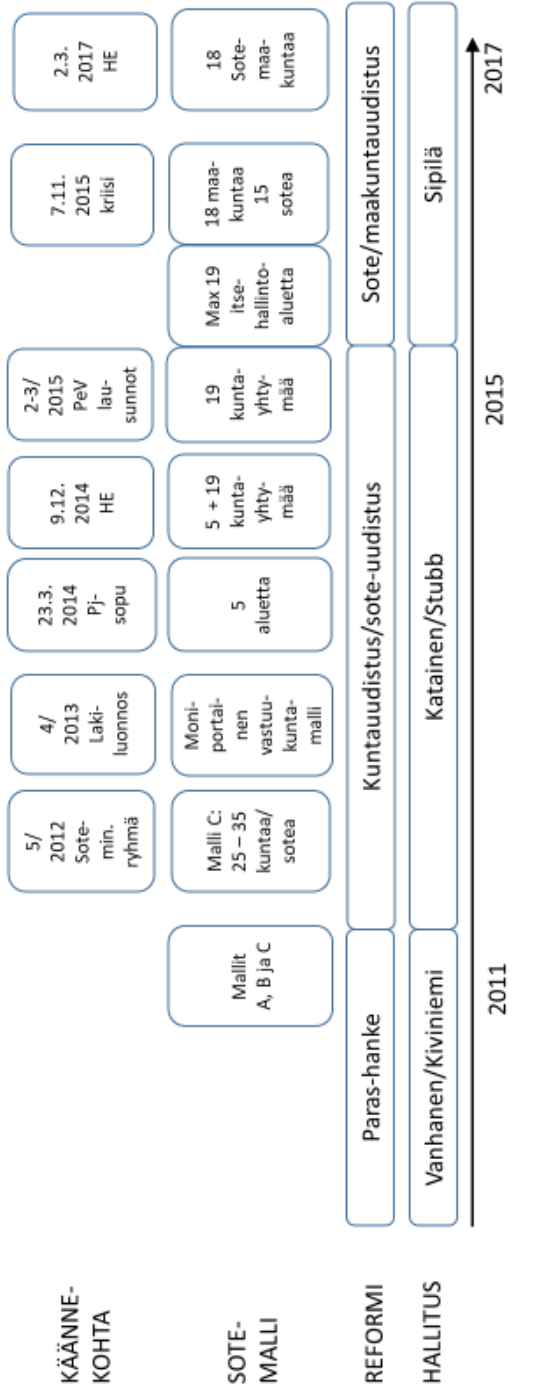 KÄÄNNE-
KOHTA
5/
2012
Sote-
min.
ryhmä
4/
2013
Laki-
luonnos
23.3.
2014
Pj-
sopu
9.12.
2014
HE
2-3/
2015
PeV
lau-
sunnot
7.11.
2015
kriisi
2.3.
2017
HE
SOTE-
MALLI
Mallit
A, B ja C
Malli C:
25 – 35
kuntaa/
sotea
Moni-
portai-
nen
vastuu-
kunta-
malli
5
aluetta
5 + 19
kunta-
yhty-
mää
19
kunta-
yhty-
mää
Max 19
itse-
hallinto-
aluetta
18 maa-
kuntaa
15
sotea
18
Sote-
maa-
kuntaa
REFORMI
Paras-hanke
Kuntauudistus/sote-uudistus
Sote/maakuntauudistus
HALLITUS
Vanhanen/Kiviniemi
Katainen/Stubb
Sipilä
2011
2015
2017